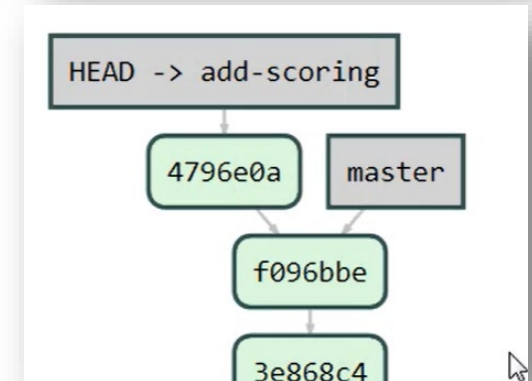 HEAD -> add-scoring
4796e0a
master
f096bbe
3e868c4